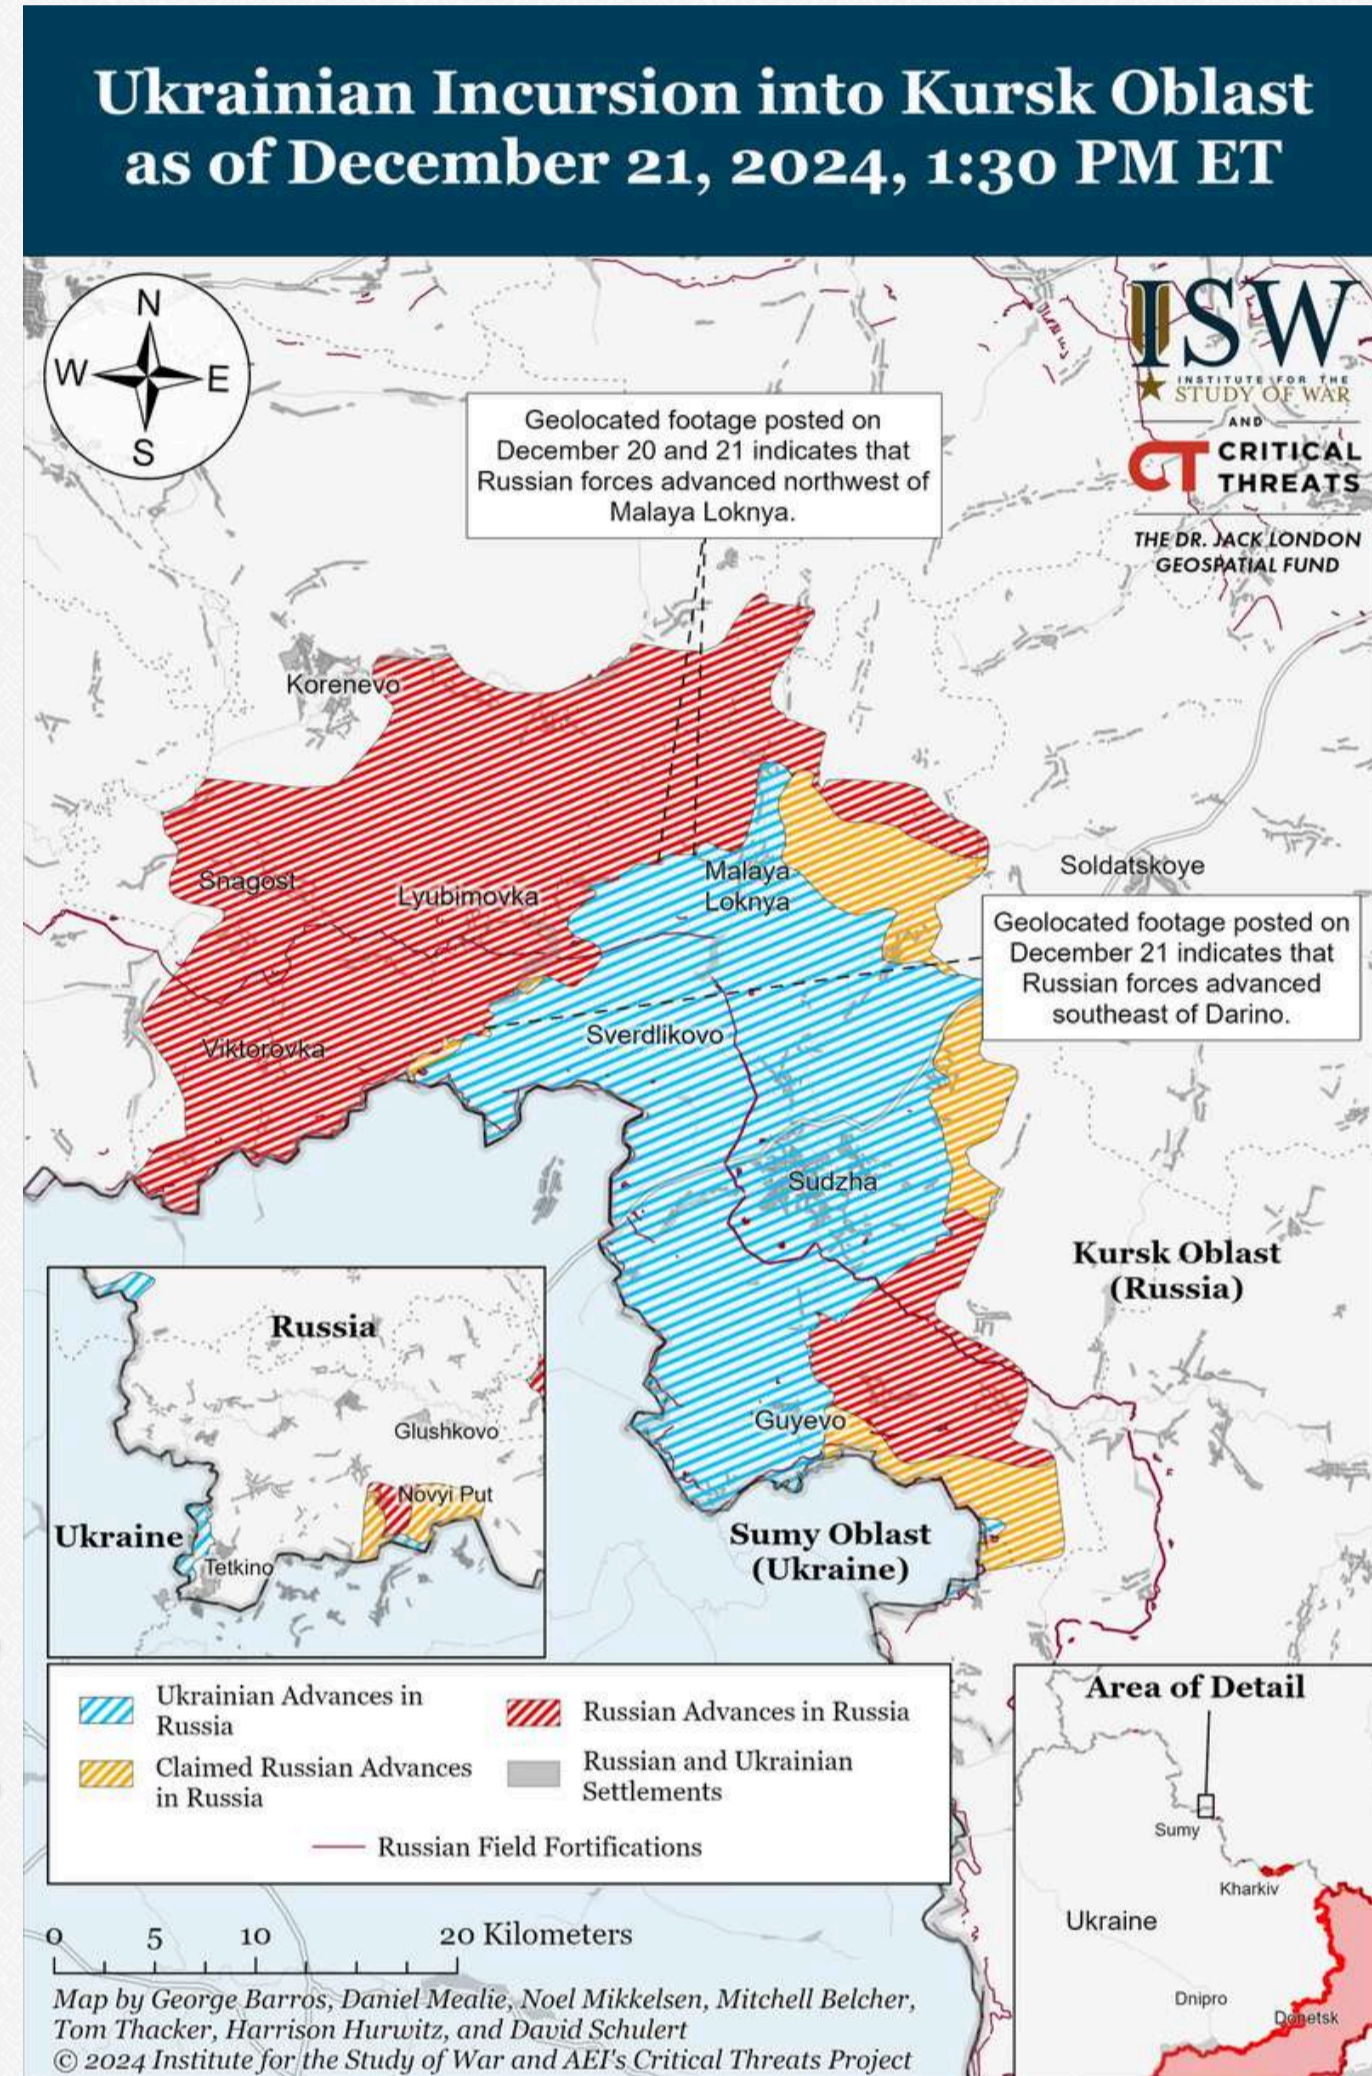 Ukrainian Incursion into Kursk Oblast
as of December 21, 2024, 1:30 PM ET
N
W
E
S
ISW
INSTITUTE FOR THE
STUDY OF WAR
AND
CT CRITICAL
THREATS
THE DR. JACK LONDON
GEOSPATIAL FUND
Geolocated footage posted on
December 20 and 21 indicates that
Russian forces advanced northwest of
Malaya Loknya.
Korenevo
Snagost
Lyubimovka
Malaya
Loknya
Soldatskoye
Geolocated footage posted on
December 21 indicates that
Russian forces advanced
southeast of Darino.
Viktorovka
Sverdlikovo
Sudzha
Kursk Oblast
(Russia)
Guyevo
Sumy Oblast
(Ukraine)
Russia
Glushkovo
Novyi Put
Ukraine
Tetkino
Ukrainian Advances in
Russia
Russian Advances in Russia
Claimed Russian Advances
in Russia
Russian and Ukrainian
Settlements
Russian Field Fortifications
Area of Detail
Sumy
Kharkiv
Ukraine
Dnipro
Donetsk
0 5 10 20 Kilometers
Map by George Barros, Daniel Mealie, Noel Mikkelsen, Mitchell Belcher,
Tom Thacker, Harrison Hurwitz, and David Schulert
© 2024 Institute for the Study of War and AEI's Critical Threats Project